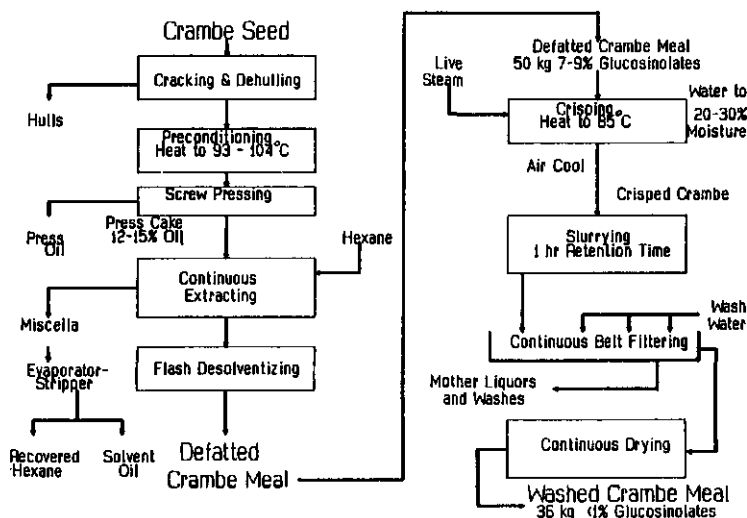 Crambe Seed
Cracking & Dehulling
Hulls
Preconditioning
Heat to 93 - 104°C
Screw Pressing
Press
Oil
Press Cake
12-15% Oil
Hexane
Continuous
Extracting
Miscella
Evaporator-
Stripper
Flash Desolventizing
Recovered
Hexane
Solvent
Oil
Defatted
Crambe Meal
Defatted Crambe Meal
50 kg 7-9% Glucosinolates
Live
Steam
Crisping
Heat to 85°C
Water to
20-30%
Moisture
Air Cool
Crisped Crambe
Slurrying
1 hr Retention Time
Wash
Water
Continuous Belt Filtering
Mother Liquors
and Washes
Continuous Drying
Washed Crambe Meal
36 kg <1% Glucosinolates